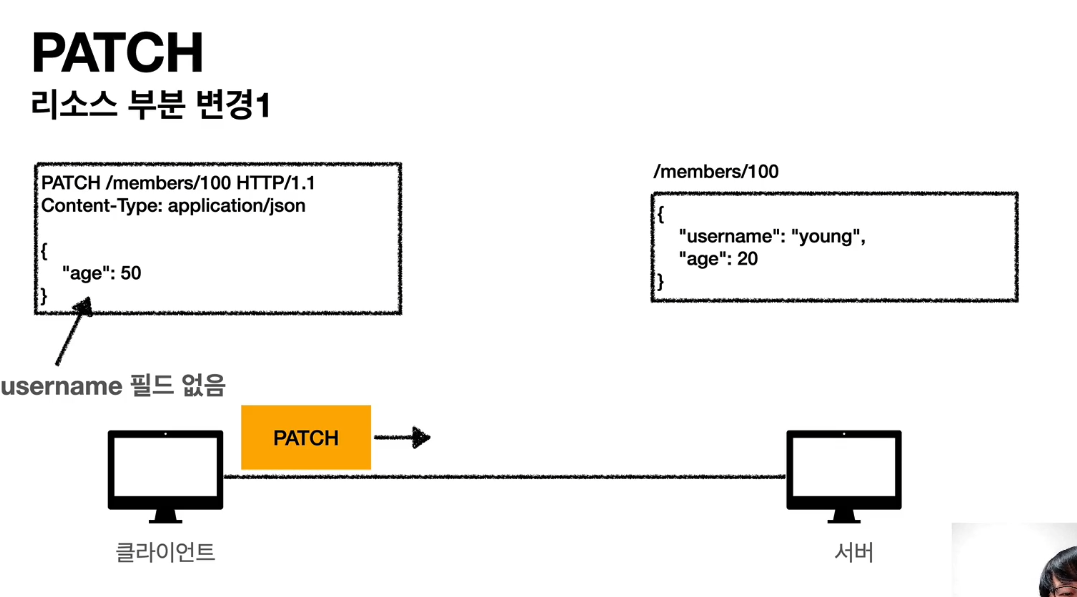 PATCH
리소스 부분 변경1
PATCH /members/100 HTTP/1.1
Content-Type: application/json
{
"age": 50
}
username 필드 없음
/members/100
{
"username": "young",
"age": 20
}
PATCH
클라이언트
서버